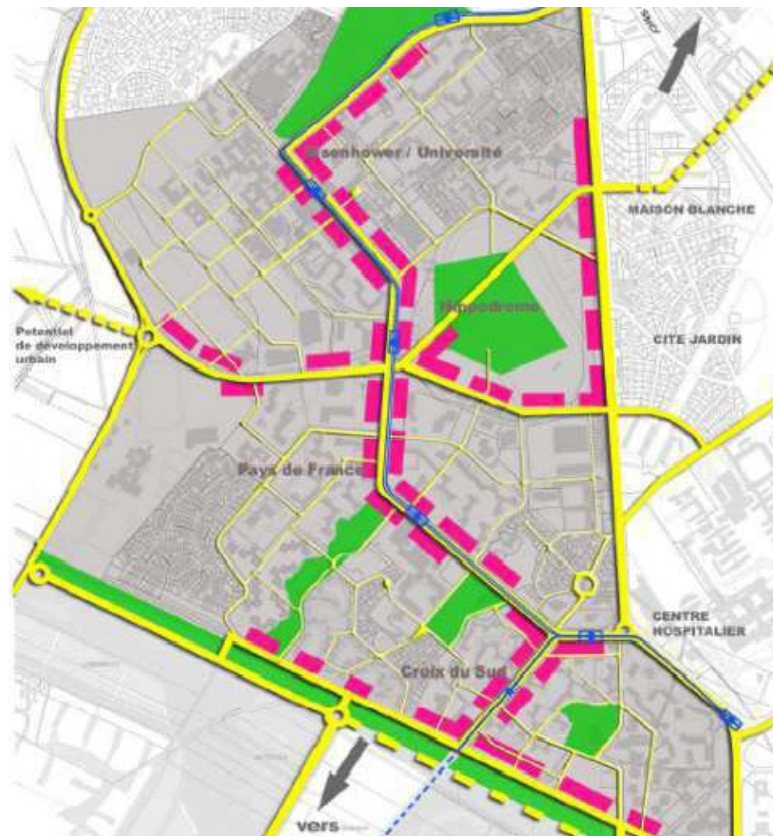 SNCF
Eisenhower / Université
MAISON BLANCHE
Hippodrome
Potentiel
de développement
urbain
CITE JARDIN
Pays de France
CENTRE
HOSPITALIER
Croix du Sud
vers